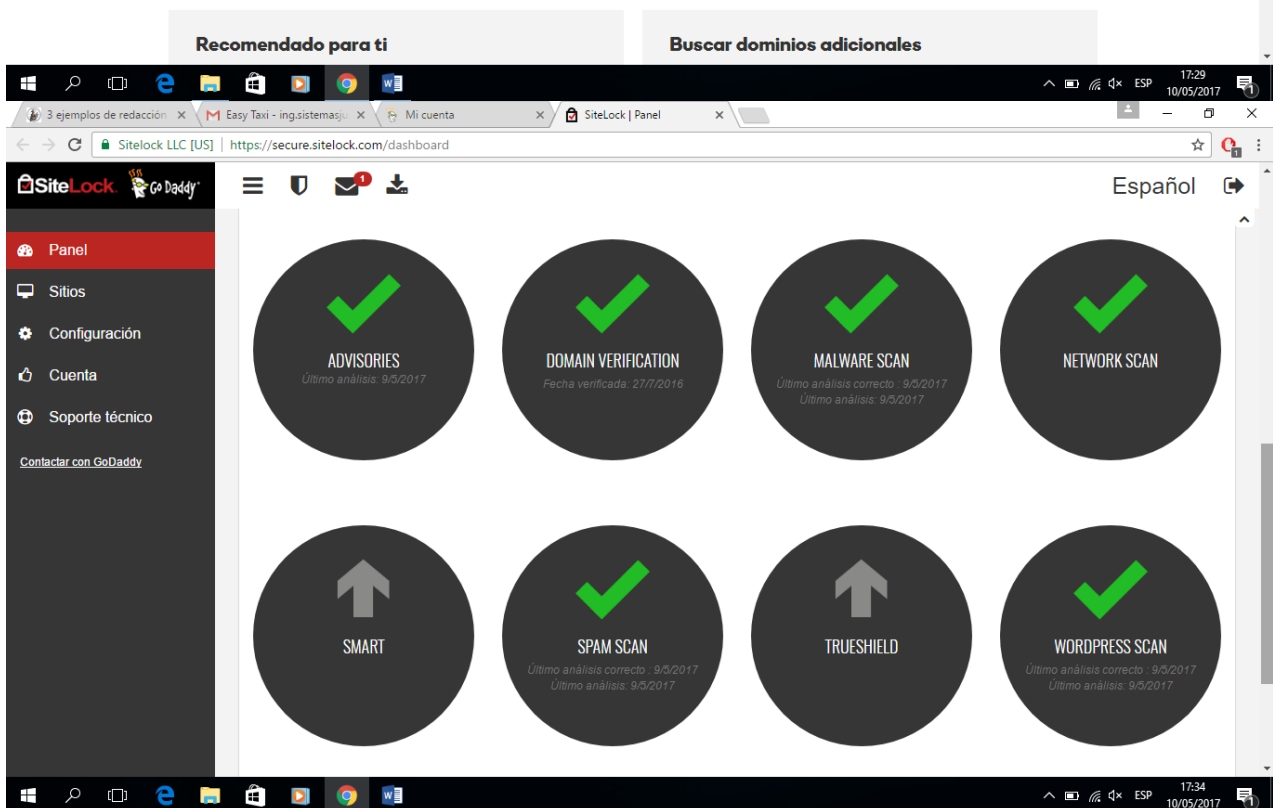 Recomendado para ti
Buscar dominios adicionales
ESP
17:29
10/05/2017
1
3 ejemplos de redacción
Easy Taxi - ing.sistemasju
Mi cuenta
SiteLock | Panel
Sitelock LLC [US]
https://secure.sitelock.com/dashboard
1
SiteLock.
Go Daddy
1
Español
Panel
Sitios
Configuración
Cuenta
Soporte técnico
Contactar con GoDaddy
ADVISORIES
Último análisis: 9/5/2017
DOMAIN VERIFICATION
Fecha verificada: 27/7/2016
MALWARE SCAN
Último análisis correcto : 9/5/2017
Último análisis: 9/5/2017
NETWORK SCAN
SMART
SPAM SCAN
Último análisis correcto : 9/5/2017
Último análisis: 9/5/2017
TRUESHIELD
WORDPRESS SCAN
Último análisis correcto : 9/5/2017
Último análisis: 9/5/2017
ESP
17:34
10/05/2017
1